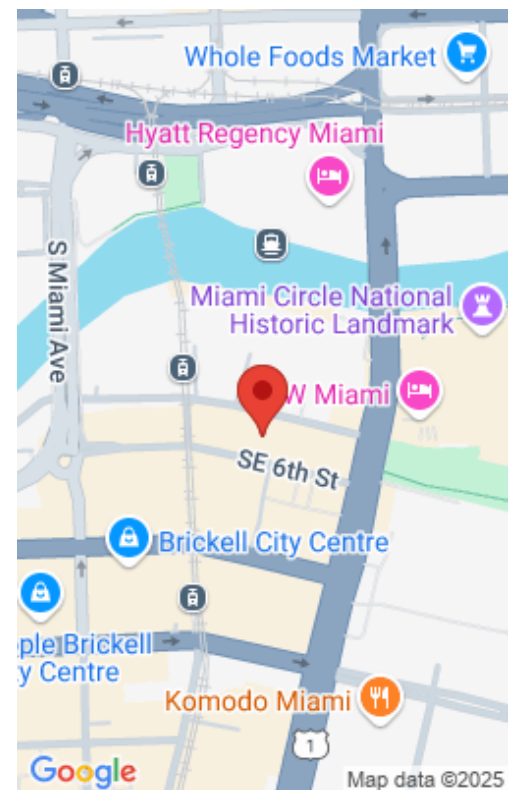 Whole Foods Market
Hyatt Regency Miami
S Miami Ave
Miami Circle National
Historic Landmark
W Miami
SE 6th St
Brickell City Centre
ple Brickell
y Centre
Komodo Miami
1
Google
Map data ©2025